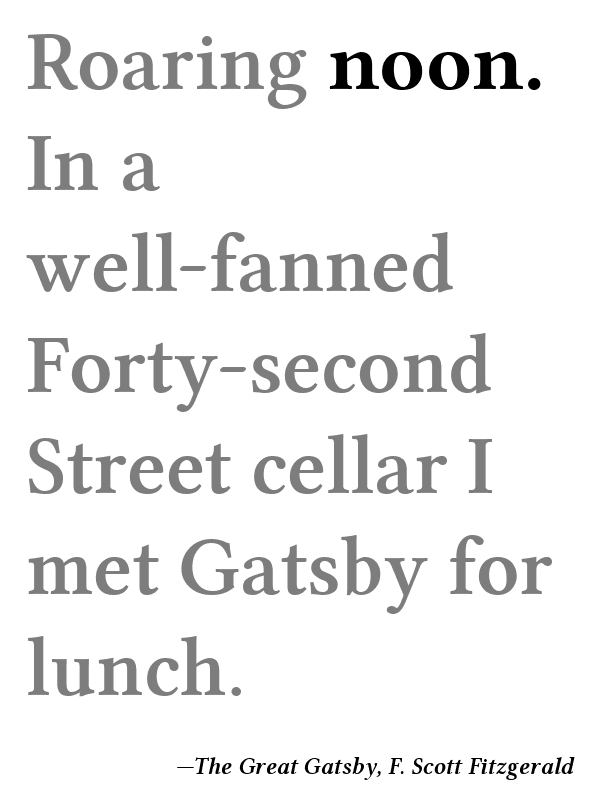 Roaring noon.
In a
well-fanned
Forty-second
Street cellar I
met Gatsby for
lunch.
—The Great Gatsby, F. Scott Fitzgerald